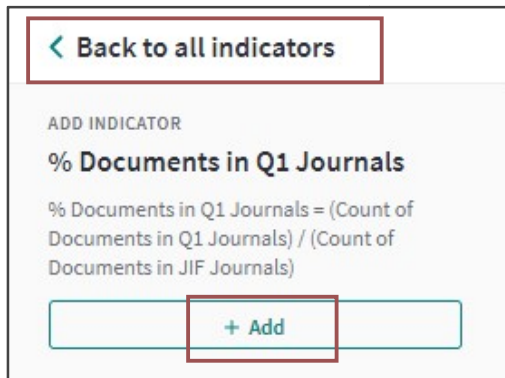 Back to all indicators
ADD INDICATOR
% Documents in Q1 Journals
% Documents in Q1 Journals = (Count of
Documents in Q1 Journals) / (Count of
Documents in JIF Journals)
+ Add